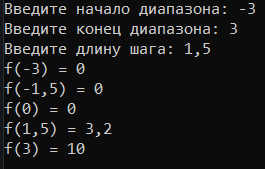 Введите начало диапазона: -3
Введите конец диапазона: 3
Введите длину шага: 1,5
f(-3) = 0
f(-1,5) = 0
f(0) = 0
f(1,5) = 3,2
f(3) = 10